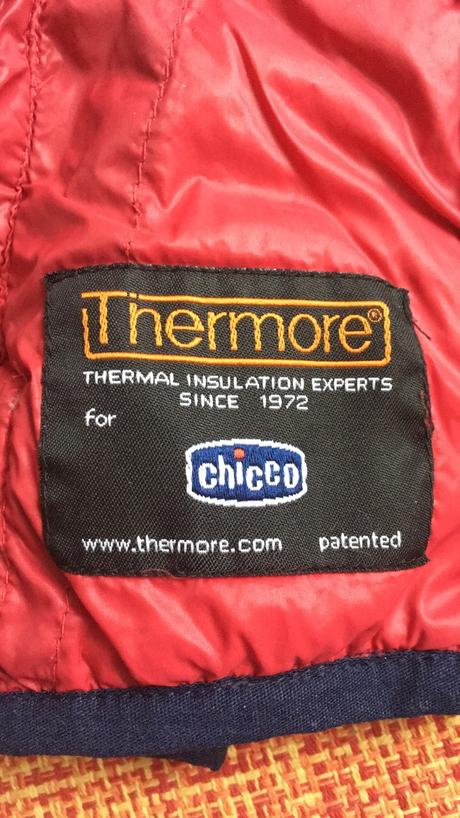 Thermore®
THERMAL INSULATION EXPERTS
SINCE 1972
for
chicco
www.thermore.com patented